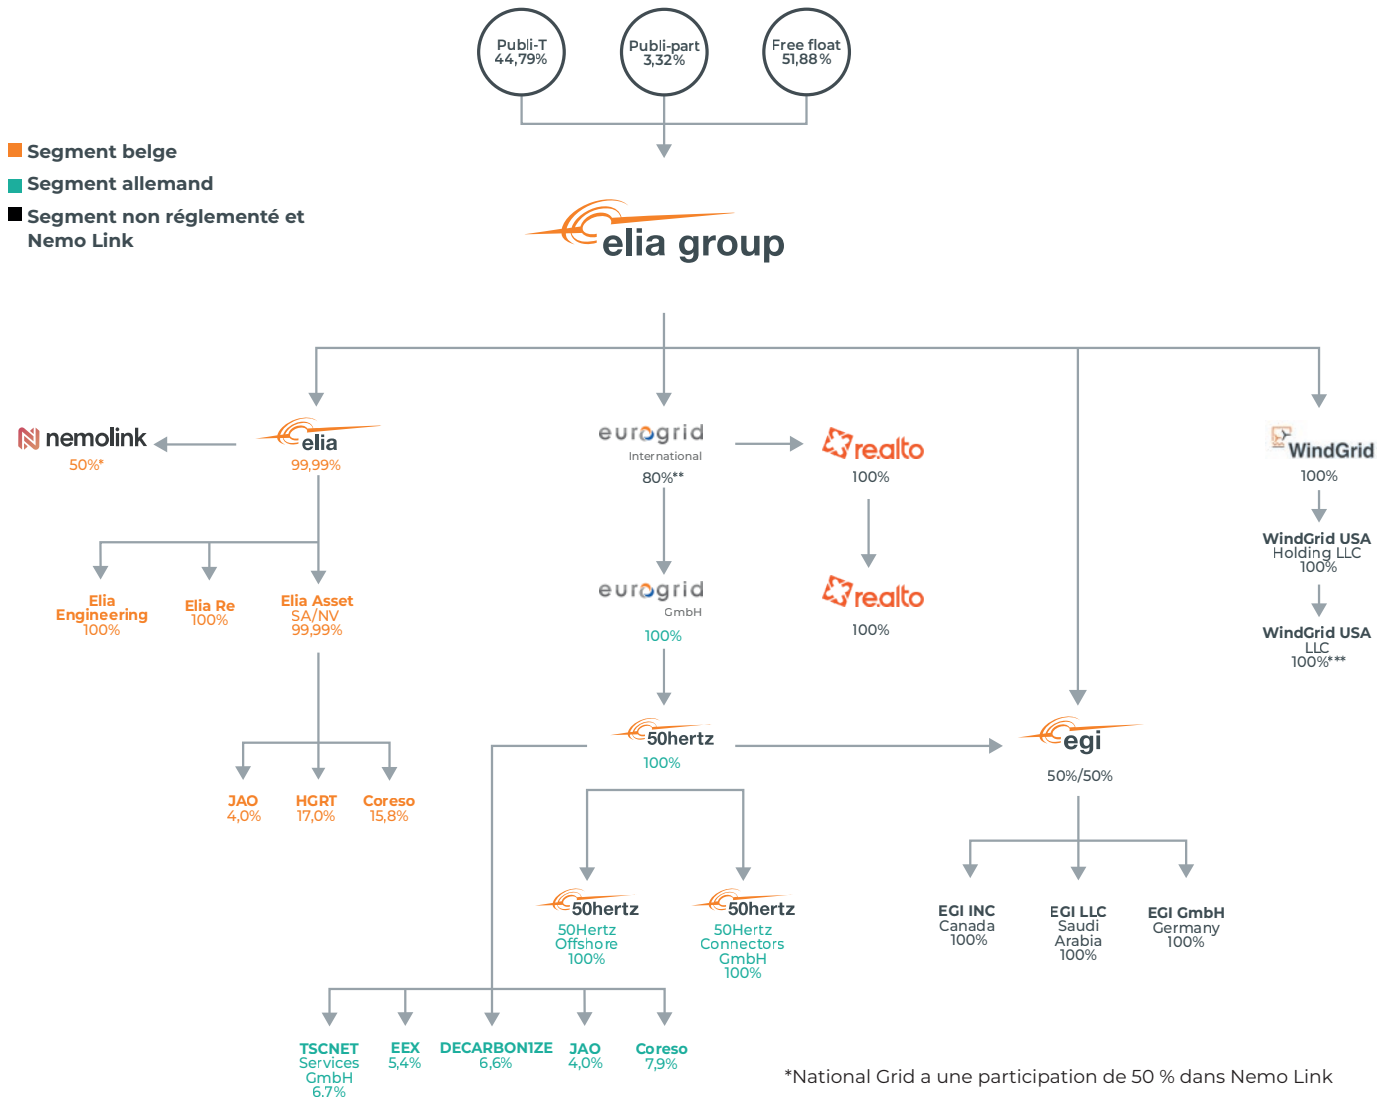 Publi-T
44,79%
Publi-part
3,32%
Free float
51,88%
Segment belge
Segment allemand
Segment non réglementé et
Nemo Link
elia group
nemolink
50%*
elia
99,99%
eurogrid
International
80%**
re.alto
100%
WindGrid
100%
WindGrid USA
Holding LLC
100%
WindGrid USA
LLC
100%***
Elia
Engineering
100%
Elia Re
100%
Elia Asset
SA/NV
99,99%
eurogrid
GmbH
100%
re.alto
100%
50hertz
100%
egi
50%/50%
JAO
4,0%
HGRT
17,0%
Coreso
15,8%
50hertz
50Hertz
Offshore
100%
50hertz
50Hertz
Connectors
GmbH
100%
EGI INC
Canada
100%
EGI LLC
Saudi
Arabia
100%
EGI GmbH
Germany
100%
TSCNET
Services
GmbH
6.7%
EEX
5,4%
DECARBON1ZE
6,6%
JAO
4,0%
Coreso
7,9%
*National Grid a une participation de 50 % dans Nemo Link